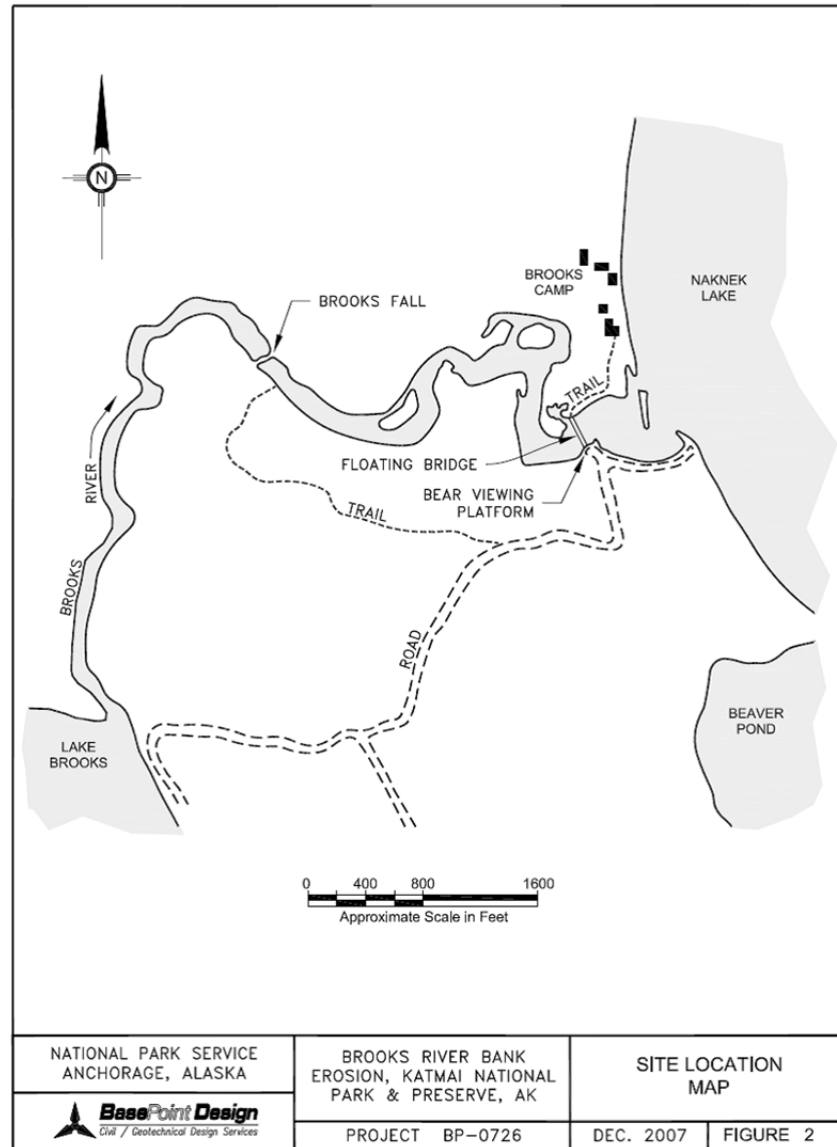 N
BROOKS FALL
BROOKS
CAMP
NAKNEK
LAKE
TRAIL
RIVER
FLOATING BRIDGE
BEAR VIEWING
PLATFORM
TRAIL
BROOKS
ROAD
LAKE
BROOKS
BEAVER
POND
0 400 800 1600
Approximate Scale in Feet
NATIONAL PARK SERVICE
ANCHORAGE, ALASKA
BasePoint Design
Civil / Geotechnical Design Services
BROOKS RIVER BANK
EROSION, KATMAI NATIONAL
PARK & PRESERVE, AK
PROJECT BP-0726
SITE LOCATION
MAP
DEC. 2007
FIGURE 2